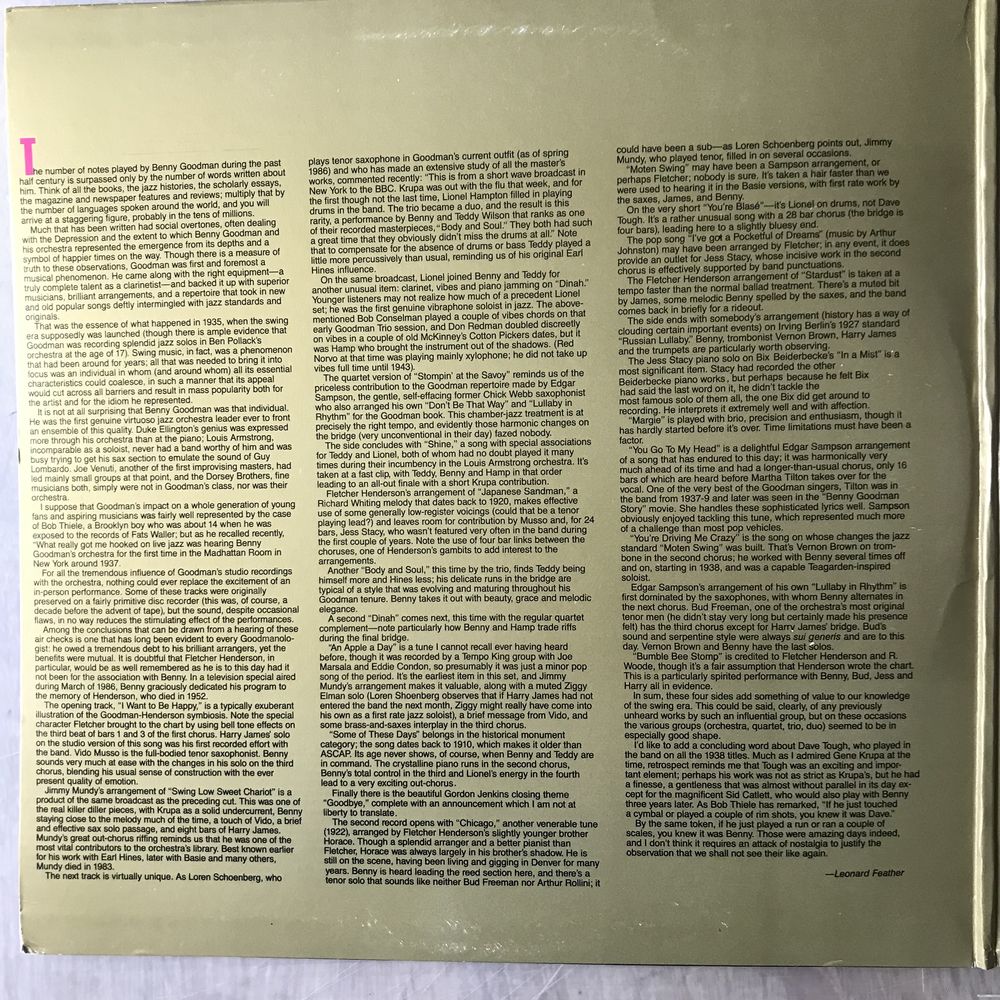 The number of notes played by Benny Goodman during the past
half century is surpassed only by the number of words written about
him. Think of all the books, the jazz histories, the scholarly essays,
the magazine and newspaper features and reviews; multiply that by
the number of languages spoken around the world, and you will
arrive at a staggering figure, probably in the tens of millions.
Much that has been written had social overtones, often dealing
with the Depression and the extent to which Benny Goodman and
his orchestra represented the emergence from its depths and a
symbol of happier times on the way. Though there is a measure of
truth to these observations, Goodman was first and foremost a
musical phenomenon. He came along with the right equipment—a
truly complete talent as a clarinetist—and backed it up with superior
musicians, brilliant arrangements, and a repertoire that took in new
and old popular songs deftly intermingled with jazz standards and
originals.
That was the essence of what happened in 1935, when the swing
era supposedly was launched (though there is ample evidence that
Goodman was recording splendid jazz solos in Ben Pollack's
orchestra at the age of 17). Swing music, in fact, was a phenomenon
that had been around for years; all that was needed to bring it into
focus was an individual in whom (and around whom) all its essential
characteristics could coalesce, in such a manner that its appeal
would cut across all barriers and result in mass popularity both for
the artist and for the idiom he represented.
It is not at all surprising that Benny Goodman was that individual.
He was the first genuine virtuoso jazz orchestra leader ever to front
an ensemble of this quality. Duke Ellington's genius was expressed
more through his orchestra than at the piano; Louis Armstrong,
incomparable as a soloist, never had a band worthy of him and was
busy trying to get his sax section to emulate the sound of Guy
Lombardo. Joe Venuti, another of the first improvising masters, had
led mainly small groups at that point, and the Dorsey Brothers, fine
musicians both, simply were not in Goodman's class, nor was their
orchestra.
I suppose that Goodman's impact on a whole generation of young
fans and aspiring musicians was fairly well represented by the case
of Bob Thiele, a Brooklyn boy who was about 14 when he was
exposed to the records of Fats Waller; but as he recalled recently,
"What really got me hooked on live jazz was hearing Benny
Goodman's orchestra for the first time in the Madhattan Room in
New York around 1937.
For all the tremendous influence of Goodman's studio recordings
with the orchestra, nothing could ever replace the excitement of an
in-person performance. Some of these tracks were originally
preserved on a fairly primitive disc recorder (this was, of course, a
decade before the advent of tape), but the sound, despite occasional
flaws, in no way reduces the stimulating effect of the performances.
Among the conclusions that can be drawn from a hearing of these
air checks is one that has long been evident to every Goodmanolo-
gist: he owed a tremendous debt to his brilliant arrangers, yet the
benefits were mutual. It is doubtful that Fletcher Henderson, in
particular, would be as well remembered as he is to this day had it
not been for the association with Benny. In a television special aired
during March of 1986, Benny graciously dedicated his program to
the memory of Henderson, who died in 1952.
The opening track, "I Want to Be Happy," is a typically exuberant
illustration of the Goodman-Henderson symbiosis. Note the special
character Fletcher brought to the chart by using bell tone effects on
the third beat of bars 1 and 3 of the first chorus. Harry James' solo
on the studio version of this song was his first recorded effort with
the band. Vido Musso is the full-bodied tenor saxophonist. Benny
sounds very much at ease with the changes in his solo on the third
chorus, blending his usual sense of construction with the ever
present quality of emotion.
Jimmy Mundy's arrangement of "Swing Low Sweet Chariot" is a
product of the same broadcast as the preceding cut. This was one of
the real killer diller pieces, with Krupa a solid undercurrent, Benny
staying close to the melody much of the time, a touch of Vido, a brief
and effective sax solo passage, and eight bars of Harry James.
Mundy's great out-chorus riffing reminds us that he was one of the
most vital contributors to the orchestra's library. Best known earlier
for his work with Earl Hines, later with Basie and many others,
Mundy died in 1983.
The next track is virtually unique. As Loren Schoenberg, who
plays tenor saxophone in Goodman's current outfit (as of spring
1986) and who has made an extensive study of all the master's
works, commented recently: "This is from a short wave broadcast in
New York to the BBC. Krupa was out with the flu that week, and for
the first though not the last time, Lionel Hampton filled in playing
drums in the band. The trio became a duo, and the result is this
rarity, a performance by Benny and Teddy Wilson that ranks as one
of their recorded masterpieces, "Body and Soul." They both had such
a great time that they obviously didn't miss the drums at all." Note
that to compensate for the absence of drums or bass Teddy played a
little more percussively than usual, reminding us of his original Earl
Hines influence.
On the same broadcast, Lionel joined Benny and Teddy for
another unusual item: clarinet, vibes and piano jamming on "Dinah."
Younger listeners may not realize how much of a precedent Lionel
set; he was the first genuine vibraphone soloist in jazz. The above-
mentioned Bob Conselman played a couple of vibes chords on that
early Goodman Trio session, and Don Redman doubled discreetly
on vibes in a couple of old McKinney's Cotton Pickers dates, but it
was Hamp who brought the instrument out of the shadows. (Red
Norvo at that time was playing mainly xylophone; he did not take up
vibes full time until 1943).
The quartet version of "Stompin' at the Savoy" reminds us of the
priceless contribution to the Goodman repertoire made by Edgar
Sampson, the gentle, self-effacing former Chick Webb saxophonist
who also arranged his own "Don't Be That Way" and "Lullaby in
Rhythm" for the Goodman book. This chamber-jazz treatment is at
precisely the right tempo, and evidently those harmonic changes on
the bridge (very unconventional in their day) fazed nobody.
The side concludes with "Shine," a song with special associations
for Teddy and Lionel, both of whom had no doubt played it many
times during their incumbency in the Louis Armstrong orchestra. It's
taken at a fast clip, with Teddy, Benny and Hamp in that order
leading to an all-out finale with a short Krupa contribution.
Fletcher Henderson's arrangement of "Japanese Sandman," a
Richard Whiting melody that dates back to 1920, makes effective
use of some generally low-register voicings (could that be a tenor
playing lead?) and leaves room for contribution by Musso and, for 24
bars, Jess Stacy, who wasn't featured very often in the band during
the first couple of years. Note the use of four bar links between the
choruses, one of Henderson's gambits to add interest to the
arrangements.
Another "Body and Soul," this time by the trio, finds Teddy being
himself more and Hines less; his delicate runs in the bridge are
typical of a style that was evolving and maturing throughout his
Goodman tenure. Benny takes it out with beauty, grace and melodic
elegance.
A second "Dinah" comes next, this time with the regular quartet
complement—note particularly how Benny and Hamp trade riffs
during the final bridge.
"An Apple a Day" is a tune I cannot recall ever having heard
before, though it was recorded by a Tempo King group with Joe
Marsala and Eddie Condon, so presumably it was just a minor pop
song of the period. It's the earliest item in this set, and Jimmy
Mundy's arrangement makes it valuable, along with a muted Ziggy
Elman solo (Loren Shoenberg observes that if Harry James had not
entered the band the next month, Ziggy might really have come into
his own as a first rate jazz soloist), a brief message from Vido, and
some brass-and-saxes interplay in the third chorus.
"Some of These Days" belongs in the historical monument
category; the song dates back to 1910, which makes it older than
ASCAP. Its age never shows, of course, when Benny and Teddy are
in command. The crystalline piano runs in the second chorus,
Benny's total control in the third and Lionel's energy in the fourth
lead to a very exciting out-chorus.
Finally there is the beautiful Gordon Jenkins closing theme
"Goodbye," complete with an announcement which I am not at
liberty to translate.
The second record opens with "Chicago," another venerable tune
(1922), arranged by Fletcher Henderson's slightly younger brother
Horace. Though a splendid arranger and a better pianist than
Fletcher, Horace was always largely in his brother's shadow. He is
still on the scene, having been living and gigging in Denver for many
years. Benny is heard leading the reed section here, and there's a
tenor solo that sounds like neither Bud Freeman nor Arthur Rollini; it
could have been a sub—as Loren Schoenberg points out, Jimmy
Mundy, who played tenor, filled in on several occasions.
"Moten Swing" may have been a Sampson arrangement, or
perhaps Fletcher; nobody is sure. It's taken a hair faster than we
were used to hearing it in the Basie versions, with first rate work by
the saxes, James, and Benny.
On the very short "You're Blasé"—it's Lionel on drums, not Dave
Tough. It's a rather unusual song with a 28 bar chorus (the bridge is
four bars), leading here to a slightly bluesy end.
The pop song "I've got a Pocketful of Dreams" (music by Arthur
Johnston) may have been arranged by Fletcher; in any event, it does
provide an outlet for Jess Stacy, whose incisive work in the second
chorus is effectively supported by band punctuations.
The Fletcher Henderson arrangement of "Stardust" is taken at a
tempo faster than the normal ballad treatment. There's a muted bit
by James, some melodic Benny spelled by the saxes, and the band
comes back in briefly for a rideout.
The side ends with somebody's arrangement (history has a way of
clouding certain important events) on Irving Berlin's 1927 standard
"Russian Lullaby." Benny, trombonist Vernon Brown, Harry James
and the trumpets are particularly worth observing.
The Jess Stacy piano solo on Bix Beiderbecke's "In a Mist" is a
most significant item. Stacy had recorded the other
Beiderbecke piano works, but perhaps because he felt Bix
had said the last word on it, he didn't tackle the
most famous solo of them all, the one Bix did get around to
recording. He interprets it extremely well and with affection.
"Margie" is played with brio, precision and enthusiasm, though it
has hardly started before it's over. Time limitations must have been a
factor.
"You Go To My Head" is a delightful Edgar Sampson arrangement
of a song that has endured to this day; it was harmonically very
much ahead of its time and had a longer-than-usual chorus, only 16
bars of which are heard before Martha Tilton takes over for the
vocal. One of the very best of the Goodman singers, Tilton was in
the band from 1937-9 and later was seen in the "Benny Goodman
Story" movie. She handles these sophisticated lyrics well. Sampson
obviously enjoyed tackling this tune, which represented much more
of a challenge than most pop vehicles.
"You're Driving Me Crazy" is the song on whose changes the jazz
standard "Moten Swing" was built. That's Vernon Brown on trom-
bone in the second chorus; he worked with Benny several times off
and on, starting in 1938, and was a capable Teagarden-inspired
soloist.
Edgar Sampson's arrangement of his own "Lullaby in Rhythm" is
first dominated by the saxophones, with whom Benny alternates in
the next chorus. Bud Freeman, one of the orchestra's most original
tenor men (he didn't stay very long but certainly made his presence
felt) has the third chorus except for Harry James' bridge. Bud's
sound and serpentine style were always sui generis and are to this
day. Vernon Brown and Benny have the last solos.
"Bumble Bee Stomp" is credited to Fletcher Henderson and R.
Woode, though it's a fair assumption that Henderson wrote the chart.
This is a particularly spirited performance with Benny, Bud, Jess and
Harry all in evidence.
In sum, these four sides add something of value to our knowledge
of the swing era. This could be said, clearly, of any previously
unheard works by such an influential group, but on these occasions
the various groups (orchestra, quartet, trio, duo) seemed to be in
especially good shape.
I'd like to add a concluding word about Dave Tough, who played in
the band on all the 1938 titles. Much as I admired Gene Krupa at the
time, retrospect reminds me that Tough was an exciting and impor-
tant element; perhaps his work was not as strict as Krupa's, but he had
a finesse, a gentleness that was almost without parallel in its day ex-
cept for the magnificent Sid Catlett, who would also play with Benny
three years later. As Bob Thiele has remarked, "If he just touched
a cymbal or played a couple of rim shots, you knew it was Dave."
By the same token, if he just played a run or ran a couple of
scales, you knew it was Benny. Those were amazing days indeed,
and I don't think it requires an attack of nostalgia to justify the
observation that we shall not see their like again.
—Leonard Feather